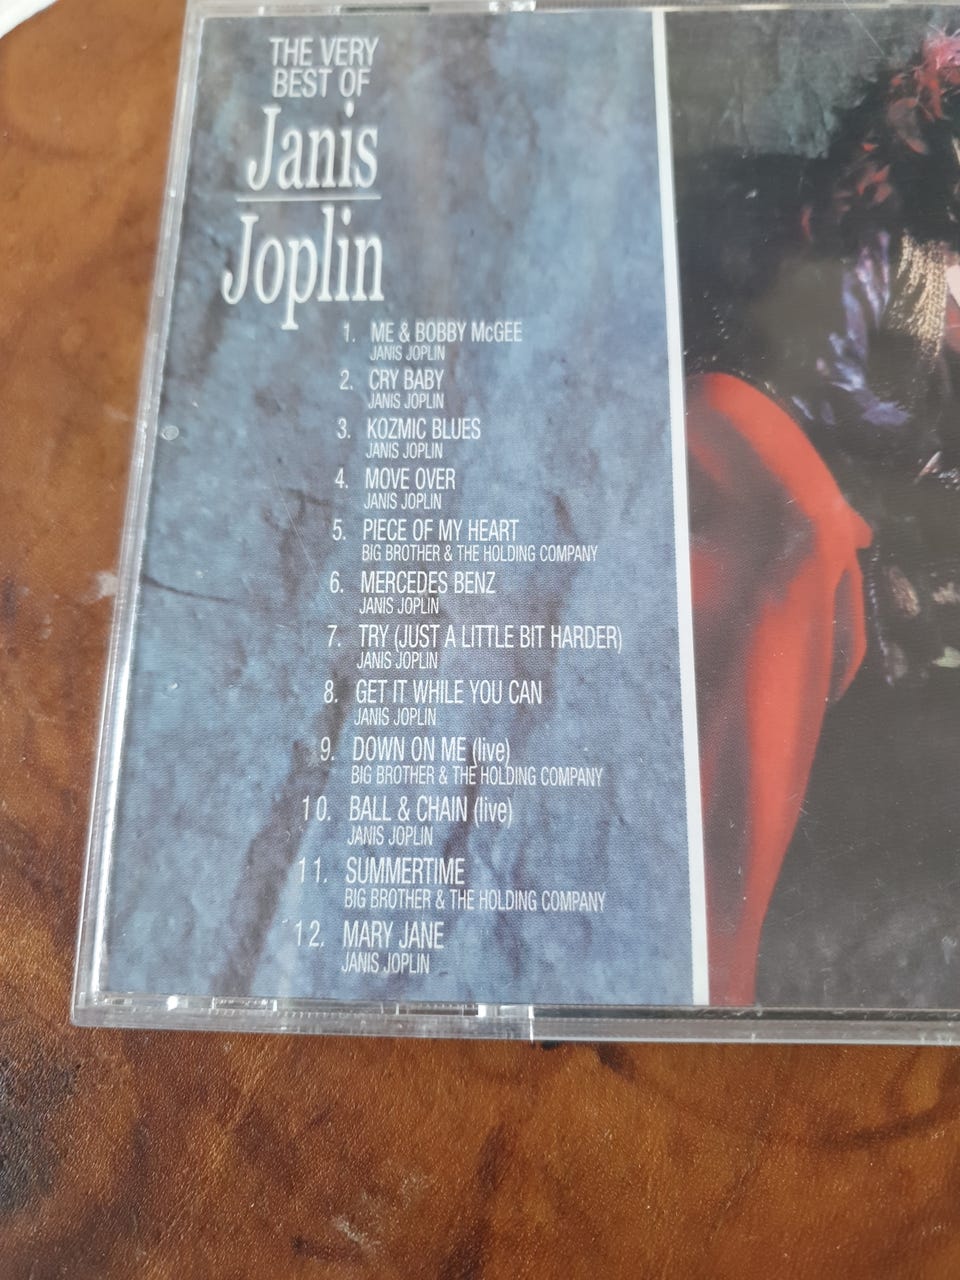 THE VERY
BEST OF
Janis
Joplin
1. ME & BOBBY McGEE
JANIS JOPLIN
2. CRY BABY
JANIS JOPLIN
3. KOZMIC BLUES
JANIS JOPLIN
4. MOVE OVER
JANIS JOPLIN
5. PIECE OF MY HEART
BIG BROTHER & THE HOLDING COMPANY
6. MERCEDES BENZ
JANIS JOPLIN
7. TRY (JUST A LITTLE BIT HARDER)
JANIS JOPLIN
8. GET IT WHILE YOU CAN
JANIS JOPLIN
9. DOWN ON ME (live)
BIG BROTHER & THE HOLDING COMPANY
10. BALL & CHAIN (live)
JANIS JOPLIN
11. SUMMERTIME
BIG BROTHER & THE HOLDING COMPANY
12. MARY JANE
JANIS JOPLIN